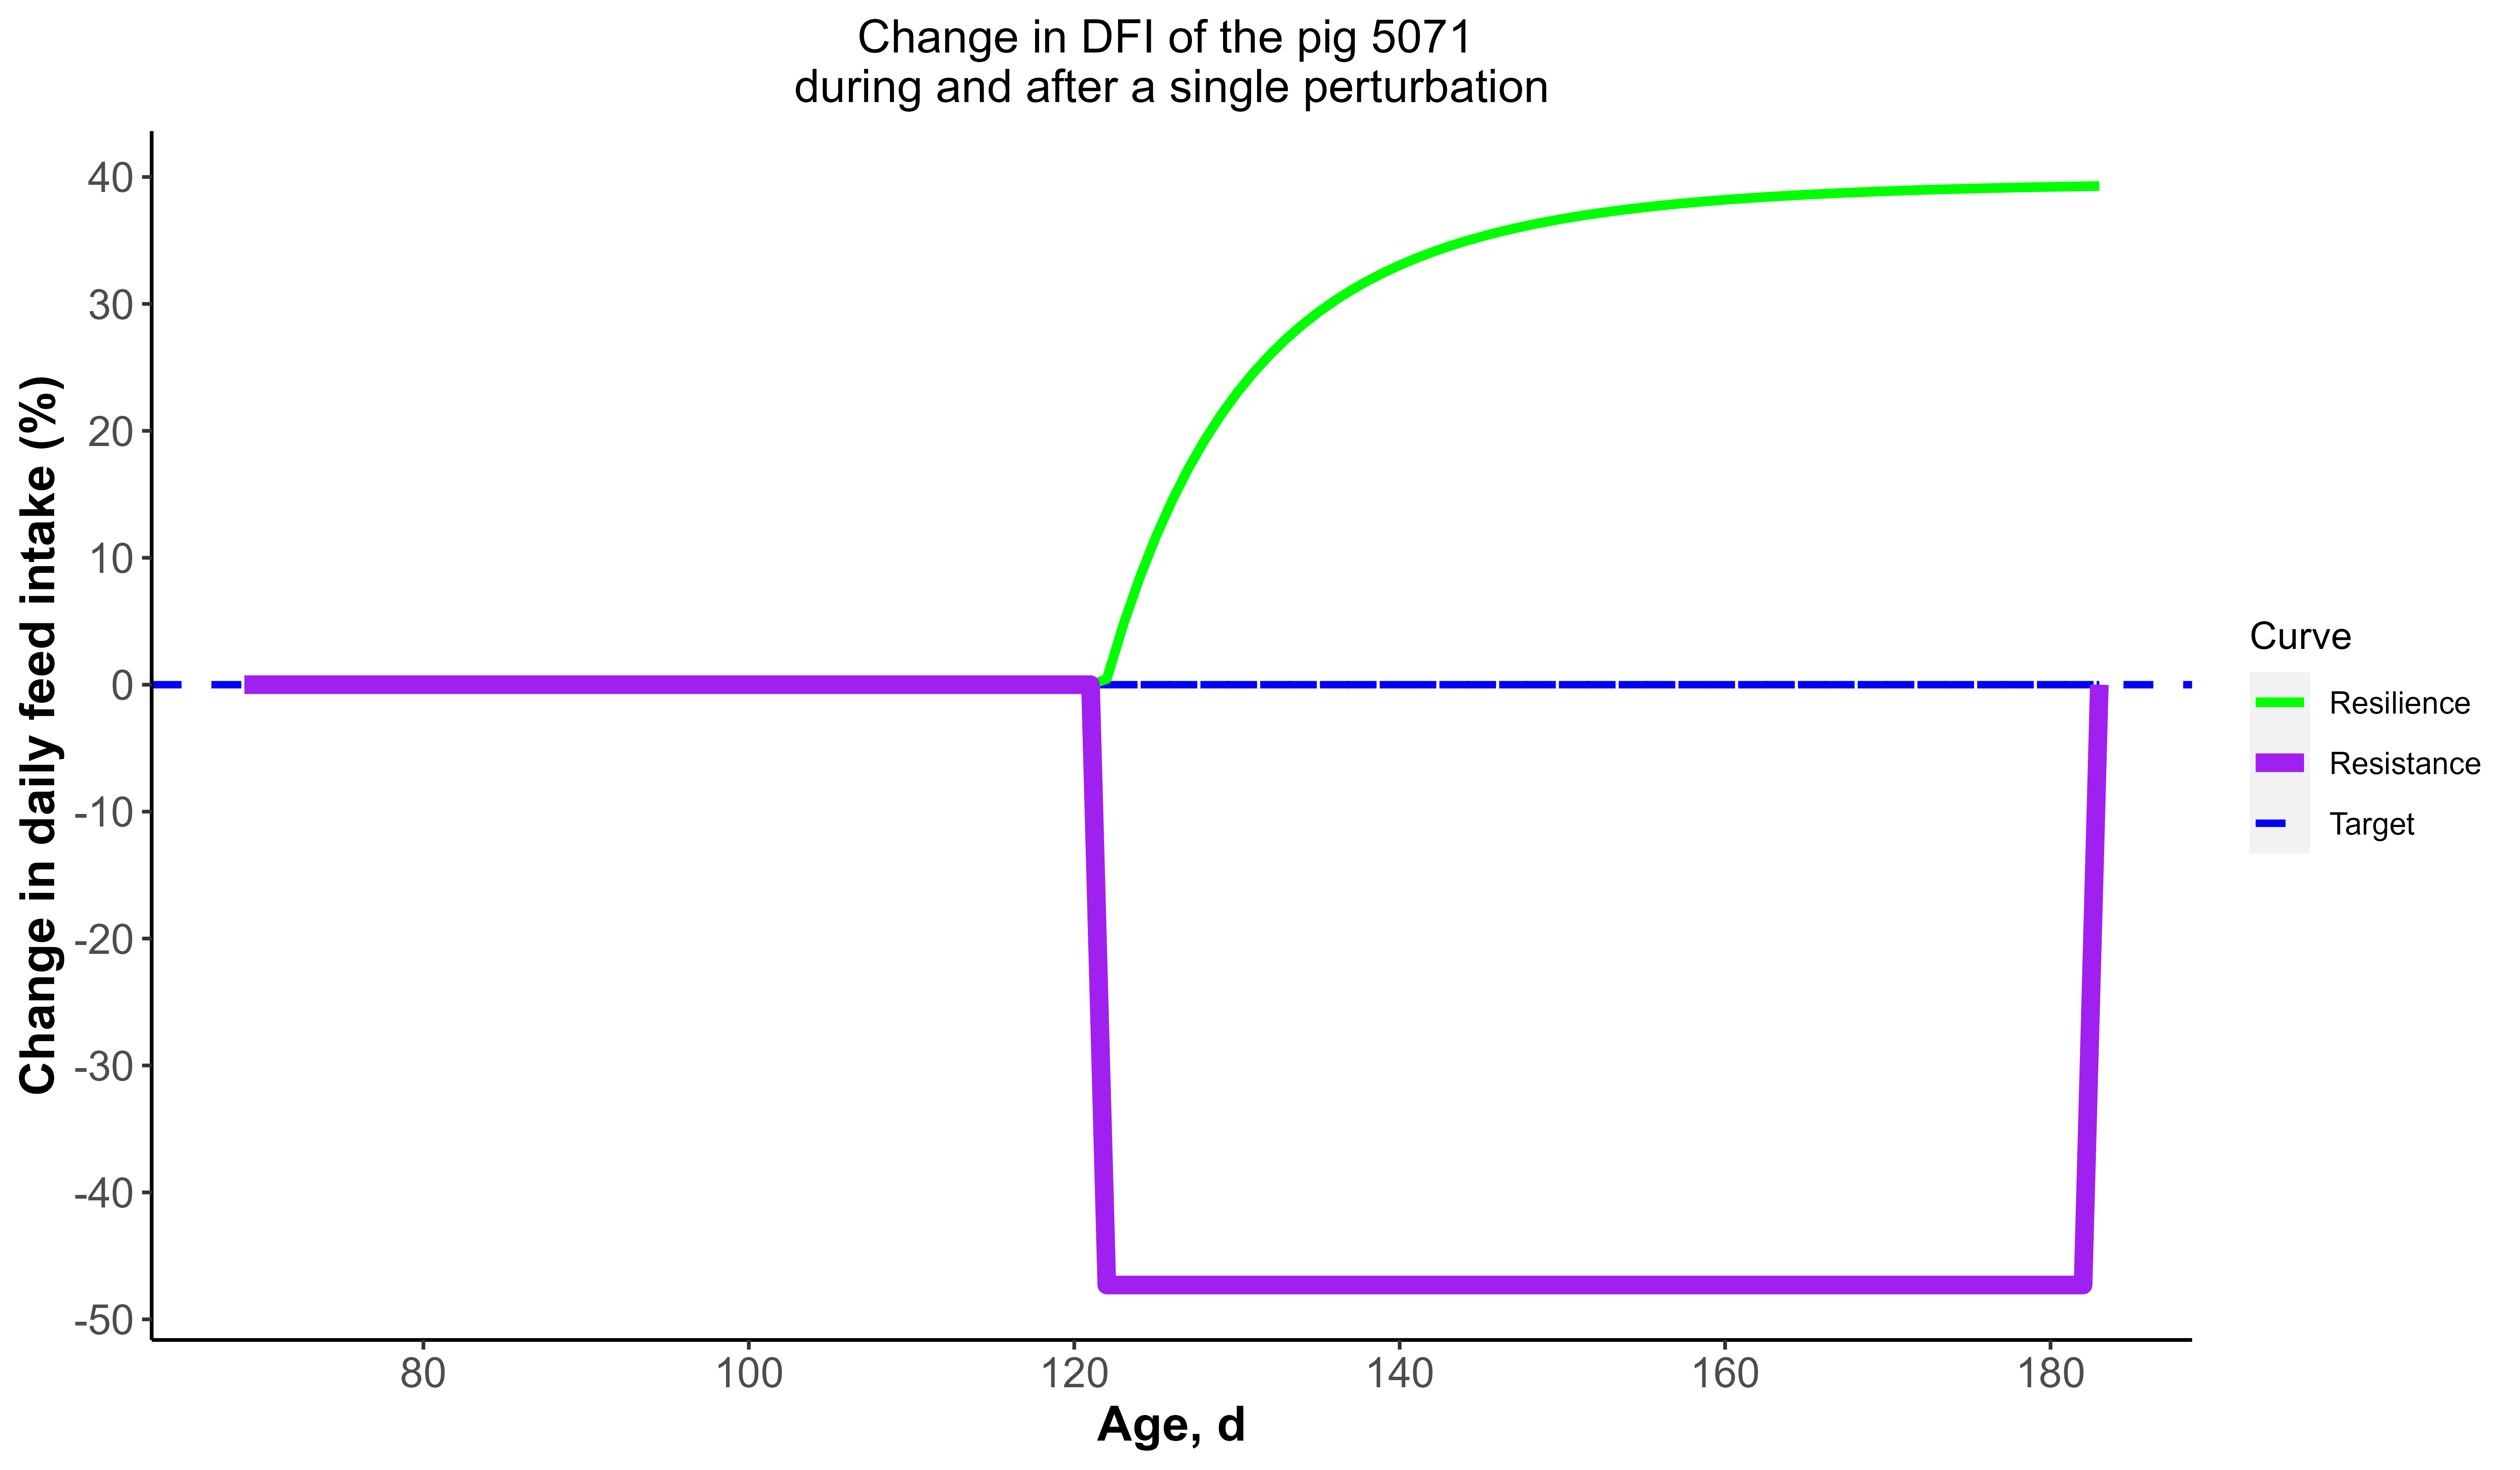 Change in DFI of the pig 5071
during and after a single perturbation
Change in daily feed intake (%)
40
30
20
10
0
-10
-20
-30
-40
-50
80
100
120
140
160
180
Age, d
Curve
Resilience
Resistance
Target